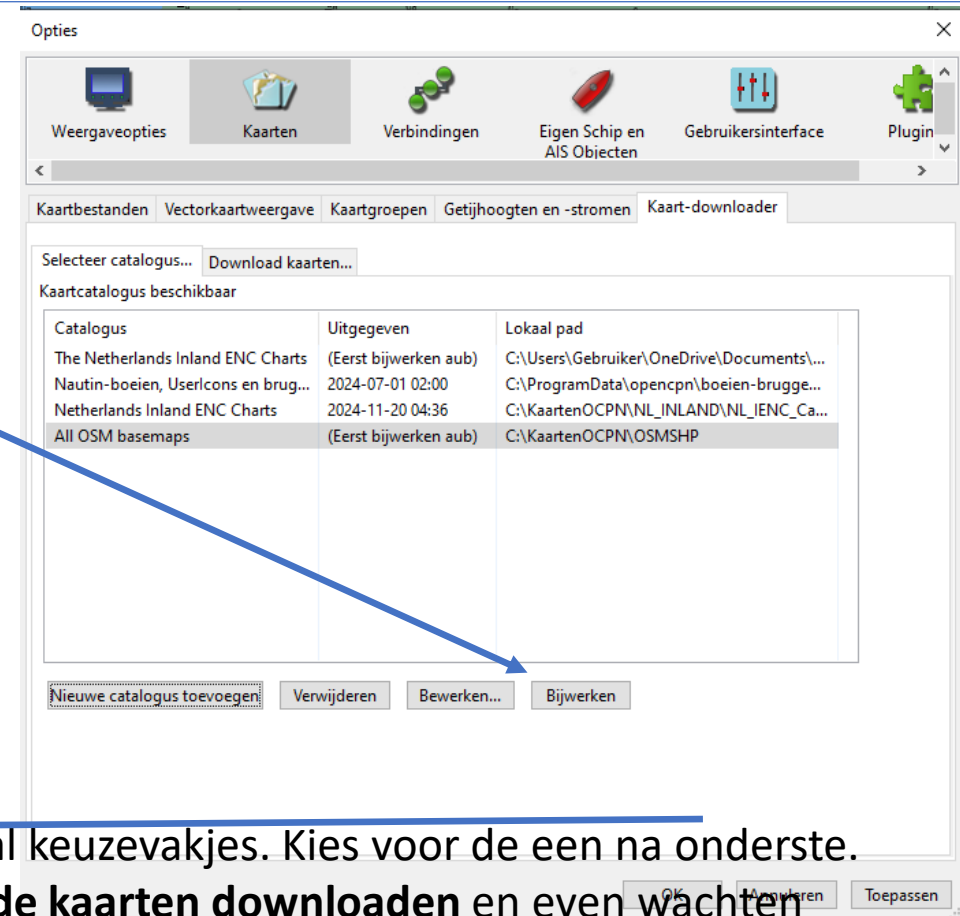 Opties
Weergaveopties
Kaarten
Verbindingen
Eigen Schip en
AIS Objecten
Gebruikersinterface
Plugin
Kaartbestanden Vectorkaartweergave Kaartgroepen Getijhoogten en -stromen Kaart-downloader
Selecteer catalogus... Download kaarten...
Kaartcatalogus beschikbaar
Catalogus Uitgegeven Lokaal pad
The Netherlands Inland ENC Charts (Eerst bijwerken aub) C:\Users\Gebruiker\OneDrive\Documents\...
Nautin-boeien, UserIcons en brug... 2024-07-01 02:00 C:\ProgramData\opencpn\boeien-brugge...
Netherlands Inland ENC Charts 2024-11-20 04:36 C:\KaartenOCPN\NL_INLAND\NL_IENC_Ca...
All OSM basemaps (Eerst bijwerken aub) C:\KaartenOCPN\OSMSHP
Nieuwe catalogus toevoegen Verwijderen Bewerken... Bijwerken
al keuzevakjes. Kies voor de een na onderste.
de kaarten downloaden en even wachten
OK Annuleren Toepassen